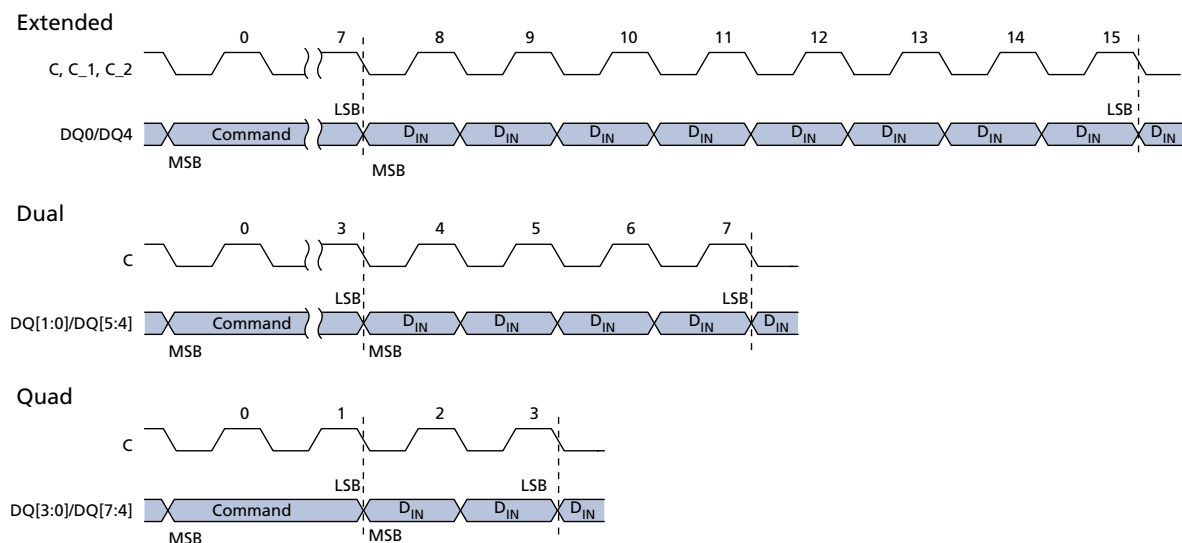 Extended
0 7 8 9 10 11 12 13 14 15
C, C_1, C_2
LSB LSB
DQ0/DQ4 Command DIN DIN DIN DIN DIN DIN DIN DIN DIN
MSB MSB
Dual
0 3 4 5 6 7
C
LSB LSB
DQ[1:0]/DQ[5:4] Command DIN DIN DIN DIN DIN
MSB MSB
Quad
0 1 2 3
C
LSB LSB
DQ[3:0]/DQ[7:4] Command DIN DIN DIN
MSB MSB